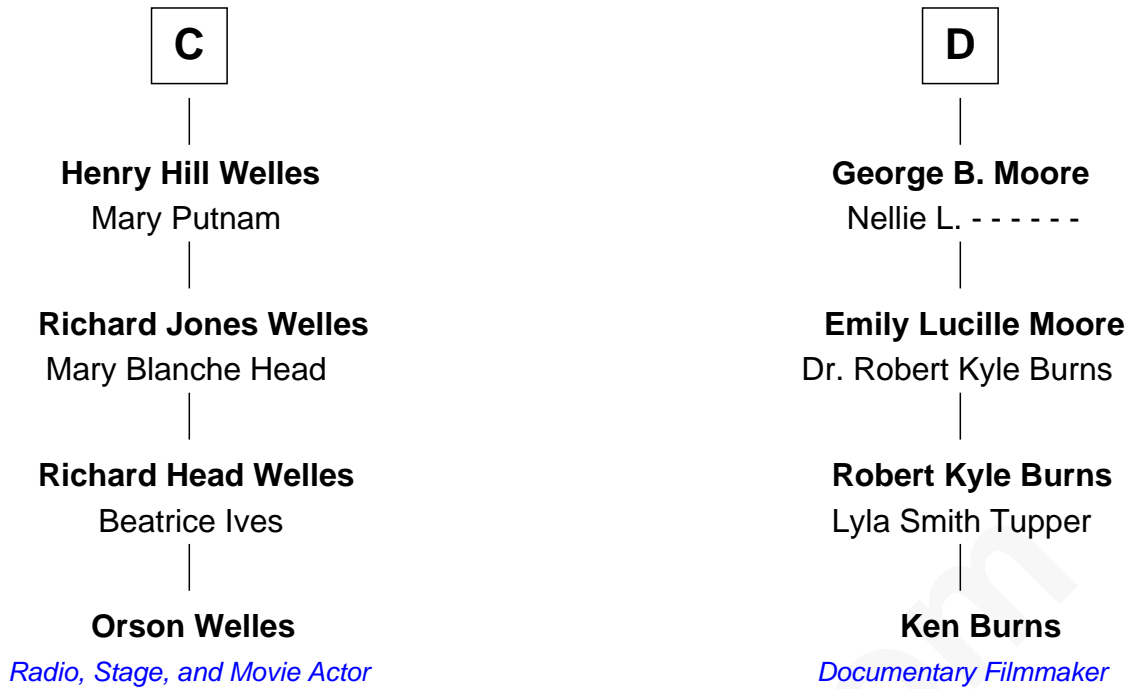 C
D
Henry Hill Welles
Mary Putnam
George B. Moore
Nellie L. - - - - - -
Richard Jones Welles
Mary Blanche Head
Emily Lucille Moore
Dr. Robert Kyle Burns
Richard Head Welles
Beatrice Ives
Robert Kyle Burns
Lyla Smith Tupper
Orson Welles
Radio, Stage, and Movie Actor
Ken Burns
Documentary Filmmaker
om